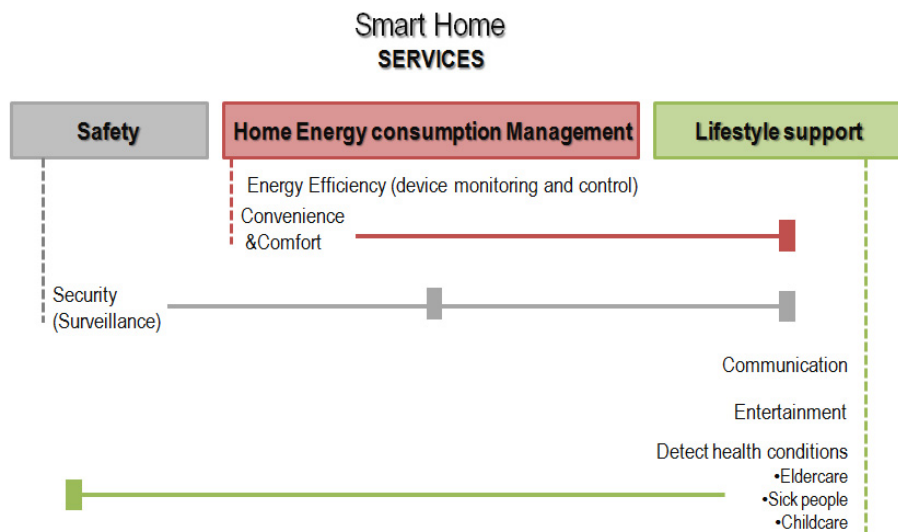 Smart Home
SERVICES
Safety
Home Energy consumption Management
Lifestyle support
Energy Efficiency (device monitoring and control)
Convenience
&Comfort
Security
(Surveillance)
Communication
Entertainment
Detect health conditions
•Eldercare
•Sick people
•Childcare